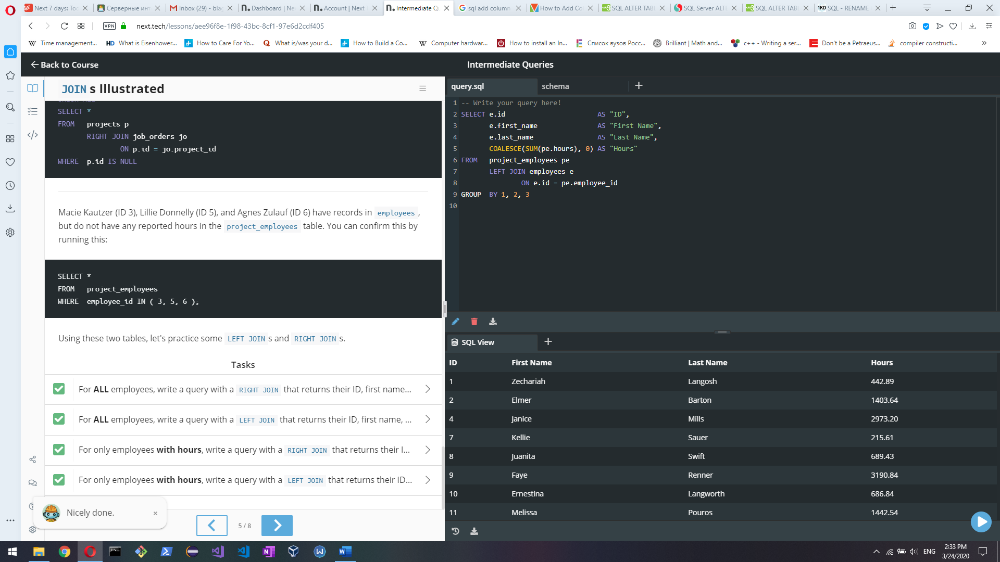 Next 7 days: Toc
Серверные инт
Inbox (29) - bla
Dashboard | Ne
Account | Next T
Intermediate Q
sql add column
How to Add Co
SQL ALTER TABL
SQL Server ALTE
SQL ALTER TABL
1KD SQL - RENAME
VPN
next.tech/lessons/aee96f8e-1f98-43bc-8cf1-97e6d2cdf405
Time management...
What is Eisenhower...
How to Care For Yo...
What is/was your d...
How to Build a Co...
Computer hardwar...
How to install an In...
Список вузов Росс...
Brilliant | Math and...
c++ - Writing a ser...
Don't be a Petraeus...
compiler constructi...
Back to Course
Intermediate Queries
JOIN s Illustrated
SELECT *
FROM projects p
RIGHT JOIN job_orders jo
ON p.id = jo.project_id
WHERE p.id IS NULL
Macie Kautzer (ID 3), Lillie Donnelly (ID 5), and Agnes Zulauf (ID 6) have records in employees ,
but do not have any reported hours in the project_employees table. You can confirm this by
running this:
SELECT *
FROM project_employees
WHERE employee_id IN ( 3, 5, 6 );
Using these two tables, let's practice some LEFT JOIN s and RIGHT JOIN s.
Tasks
For ALL employees, write a query with a RIGHT JOIN that returns their ID, first name...
For ALL employees, write a query with a LEFT JOIN that returns their ID, first name, ...
For only employees with hours, write a query with a RIGHT JOIN that returns their I...
For only employees with hours, write a query with a LEFT JOIN that returns their ID...
Nicely done.
5 / 8
query.sql
schema
1 -- Write your query here!
2 SELECT e.id AS "ID",
3 e.first_name AS "First Name",
4 e.last_name AS "Last Name",
5 COALESCE(SUM(pe.hours), 0) AS "Hours"
6 FROM project_employees pe
7 LEFT JOIN employees e
8 ON e.id = pe.employee_id
9 GROUP BY 1, 2, 3
10
SQL View
ID First Name Last Name Hours
1 Zechariah Langosh 442.89
2 Elmer Barton 1403.64
4 Janice Mills 2973.20
7 Kellie Sauer 215.61
8 Juanita Swift 689.43
9 Faye Renner 3190.84
10 Ernestina Langworth 686.84
11 Melissa Pouros 1442.54
ENG
2:33 PM
3/24/2020